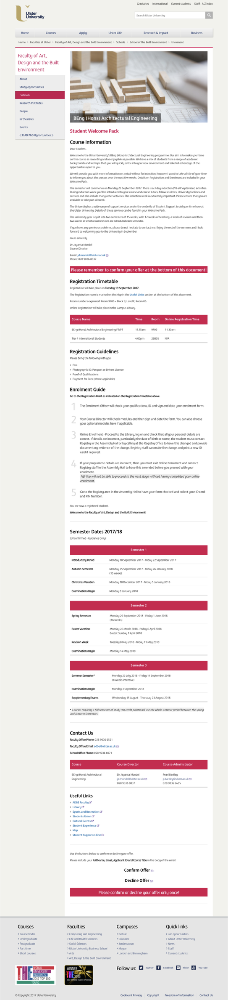 Graduates International Current students Staff A-Z index
Ulster
University
Search Ulster University
Home Courses Apply Ulster Life Research & Impact Business
Home Faculties at Ulster Faculty of Art, Design and the Built Environment Schools School of the Built Environment Enrolment
Faculty of Art,
Design and the Built
Environment
About
Study opportunities
Schools
Research Institutes
People
In the news
Events
(( RIAD PhD Opportunities ))
BEng (Hons) Architectural Engineering
Student Welcome Pack
Course Information
Dear Student,
Welcome to the Ulster University's BEng (Hons) Architectural Engineering programme. Our aim is to make your time
on this course as rewarding and as enjoyable as possible. We have a mix of students from a range of academic
backgrounds and we hope that you will quickly settle into your new environment and take full advantage of the
opportunities open to you.
We will provide you with more information on arrival with us for induction, however I want to take a little of your time
to inform you about the process over the next few weeks. Details on Registration and Enrolment are included in your
Welcome Pack.
The semester will commence on Monday 25 September 2017. There is a 3-day induction (18-20 September) activities.
During induction week you'll be introduced to your course and course tutors, fellow students, University facilities and
services and also include many other activities. The induction week is extremely important. Please ensure that you are
available to take part all week.
The University has a wide range of support services under the umbrella of Student Support to aid your time here at
the Ulster University. Details of these services can be found in your Welcome Pack.
The university year is split into two semesters of 15 weeks, with 12 weeks of teaching, a week of revision and then
two weeks in which examinations are scheduled each semester.
If you have any queries or problems, please do not hesitate to contact me. Enjoy the rest of the summer and I look
forward to welcoming you to the University in September.
Yours sincerely
Dr Jayanta Mondol
Course Director
Email: jd.mondol@ulster.ac.uk
Phone: 028 9036 8037
Please remember to confirm your offer at the bottom of this document!
Registration Timetable
Registration will take place on Tuesday 19 September 2017.
The Registration room is marked on the Map in the Useful Links section at the bottom of this document.
Room numbers explained: Room 9F06 = Block 9, Level F, Room 06.
Online Registration will take place in the Campus Library.
Course Name Time Room Online Registration Time
BEng (Hons) Architectural Engineering FT/PT 11.15am 9F09 11.30am
Tier 4 International Students 4.00pm 26B05 N/A
Registration Guidelines
Please bring the following with you:
Pen
Photographic ID: Passport or Drivers Licence
Proof of Qualifications
Payment for Fees (where applicable)
Enrolment Guide
Go to the Registration Point as indicated on the Registration Timetable above.
1 The Enrolment Officer will check your qualifications, ID and sign and date your enrolment form.
2 Your Course Director will check modules and then sign and date the form. You can also choose
your optional modules here if applicable.
3 Online Enrolment - Proceed to the Library, log on and check that all your personal details are
correct. If details are incorrect, particularly the date of birth or name, the student must contact
Registry in the Assembly Hall or by calling at the Registry Office to have this changed and provide
documentary evidence of the change. Registry staff can make the change and print a new ID
card if required.
4 If your programme details are incorrect, then you must exit Online Enrolment and contact
Registry staff in the Assembly Hall to have this amended before you proceed with your
enrolment.
NB: You will not be able to proceed to the next stage without having completed your online
enrolment.
5 Go to the Registry area in the Assembly Hall to have your form checked and collect your ID card
and PIN Number.
You are now a registered student.
Welcome to the Faculty of Art, Design and the Built Environment!
Semester Dates 2017/18
(Unconfirmed - Guidance Only)
Semester 1
Introductory Period Monday 18 September 2017 - Friday 22 September 2017
Autumn Semester Monday 25 September 2017 - Friday 26 January 2018
(15 weeks)
Christmas Vacation Monday 18 December 2017 - Friday 5 January 2018
Examinations Begin Monday 8 January 2018
Semester 2
Spring Semester Monday 29 September 2018 - Friday 1 June 2018
(16 weeks)
Easter Vacation Monday 26 March 2018 - Friday 6 April 2018
Easter: Sunday 1 April 2018
Revision Week Tuesday 8 May 2018 - Friday 11 May 2018
Examinations Begin Monday 14 May 2018
Semester 3
Summer Semester* Monday 23 July 2018 - Friday 14 September 2018
(8 weeks intensive)
Examinations Begin Monday 3 September 2018
Supplementary Exams Wednesday 15 August - Thursday 23 August 2018
* Courses requiring a full semester of study (60 credit points) will use the whole summer period between the Spring
and Autumn Semesters.
Contact Us
Faculty Office Phone: 028 9036 6521
Faculty Office Email: adbe@ulster.ac.uk
School Office Phone: 028 9036 6071
Course Course Director Course Administrator
BEng (Hons) Architectural Dr Jayanta Mondol Pearl Bartley
Engineering jd.mondol@ulster.ac.uk p.bartley@ulster.ac.uk
028 9036 8037 028 9036 6435
Useful Links
ADBE Faculty
Library
Sports and Recreation
Students Union
Cultural Events
Student Experience
Map
Student Support e-Zine
Use the buttons below to confirm or decline your offer.
Please include your Full Name, Email, Applicant ID and Course Title in the body of the email.
Confirm Offer
Decline Offer
Please confirm or decline your offer only once!
Courses Faculties Campuses Quick links
Course finder Computing and Engineering Belfast Job opportunities
Undergraduate Life and Health Sciences Coleraine About Ulster University
Postgraduate Social Sciences Jordanstown News
Part-time Ulster University Business School Magee Staff
Short courses Arts London and Birmingham Current students
Art, Design & the Built Environment
THE WORLD UNIVERSITY RANKINGS 2017 TOP 150 YOUNG
WINNER THE AWARDS 2016 MOST IMPROVED STUDENT EXPERIENCE
Follow us: Twitter Facebook Flickr YouTube
© Copyright 2017 Ulster University Cookies & Privacy Copyright Freedom of Information Contact Us